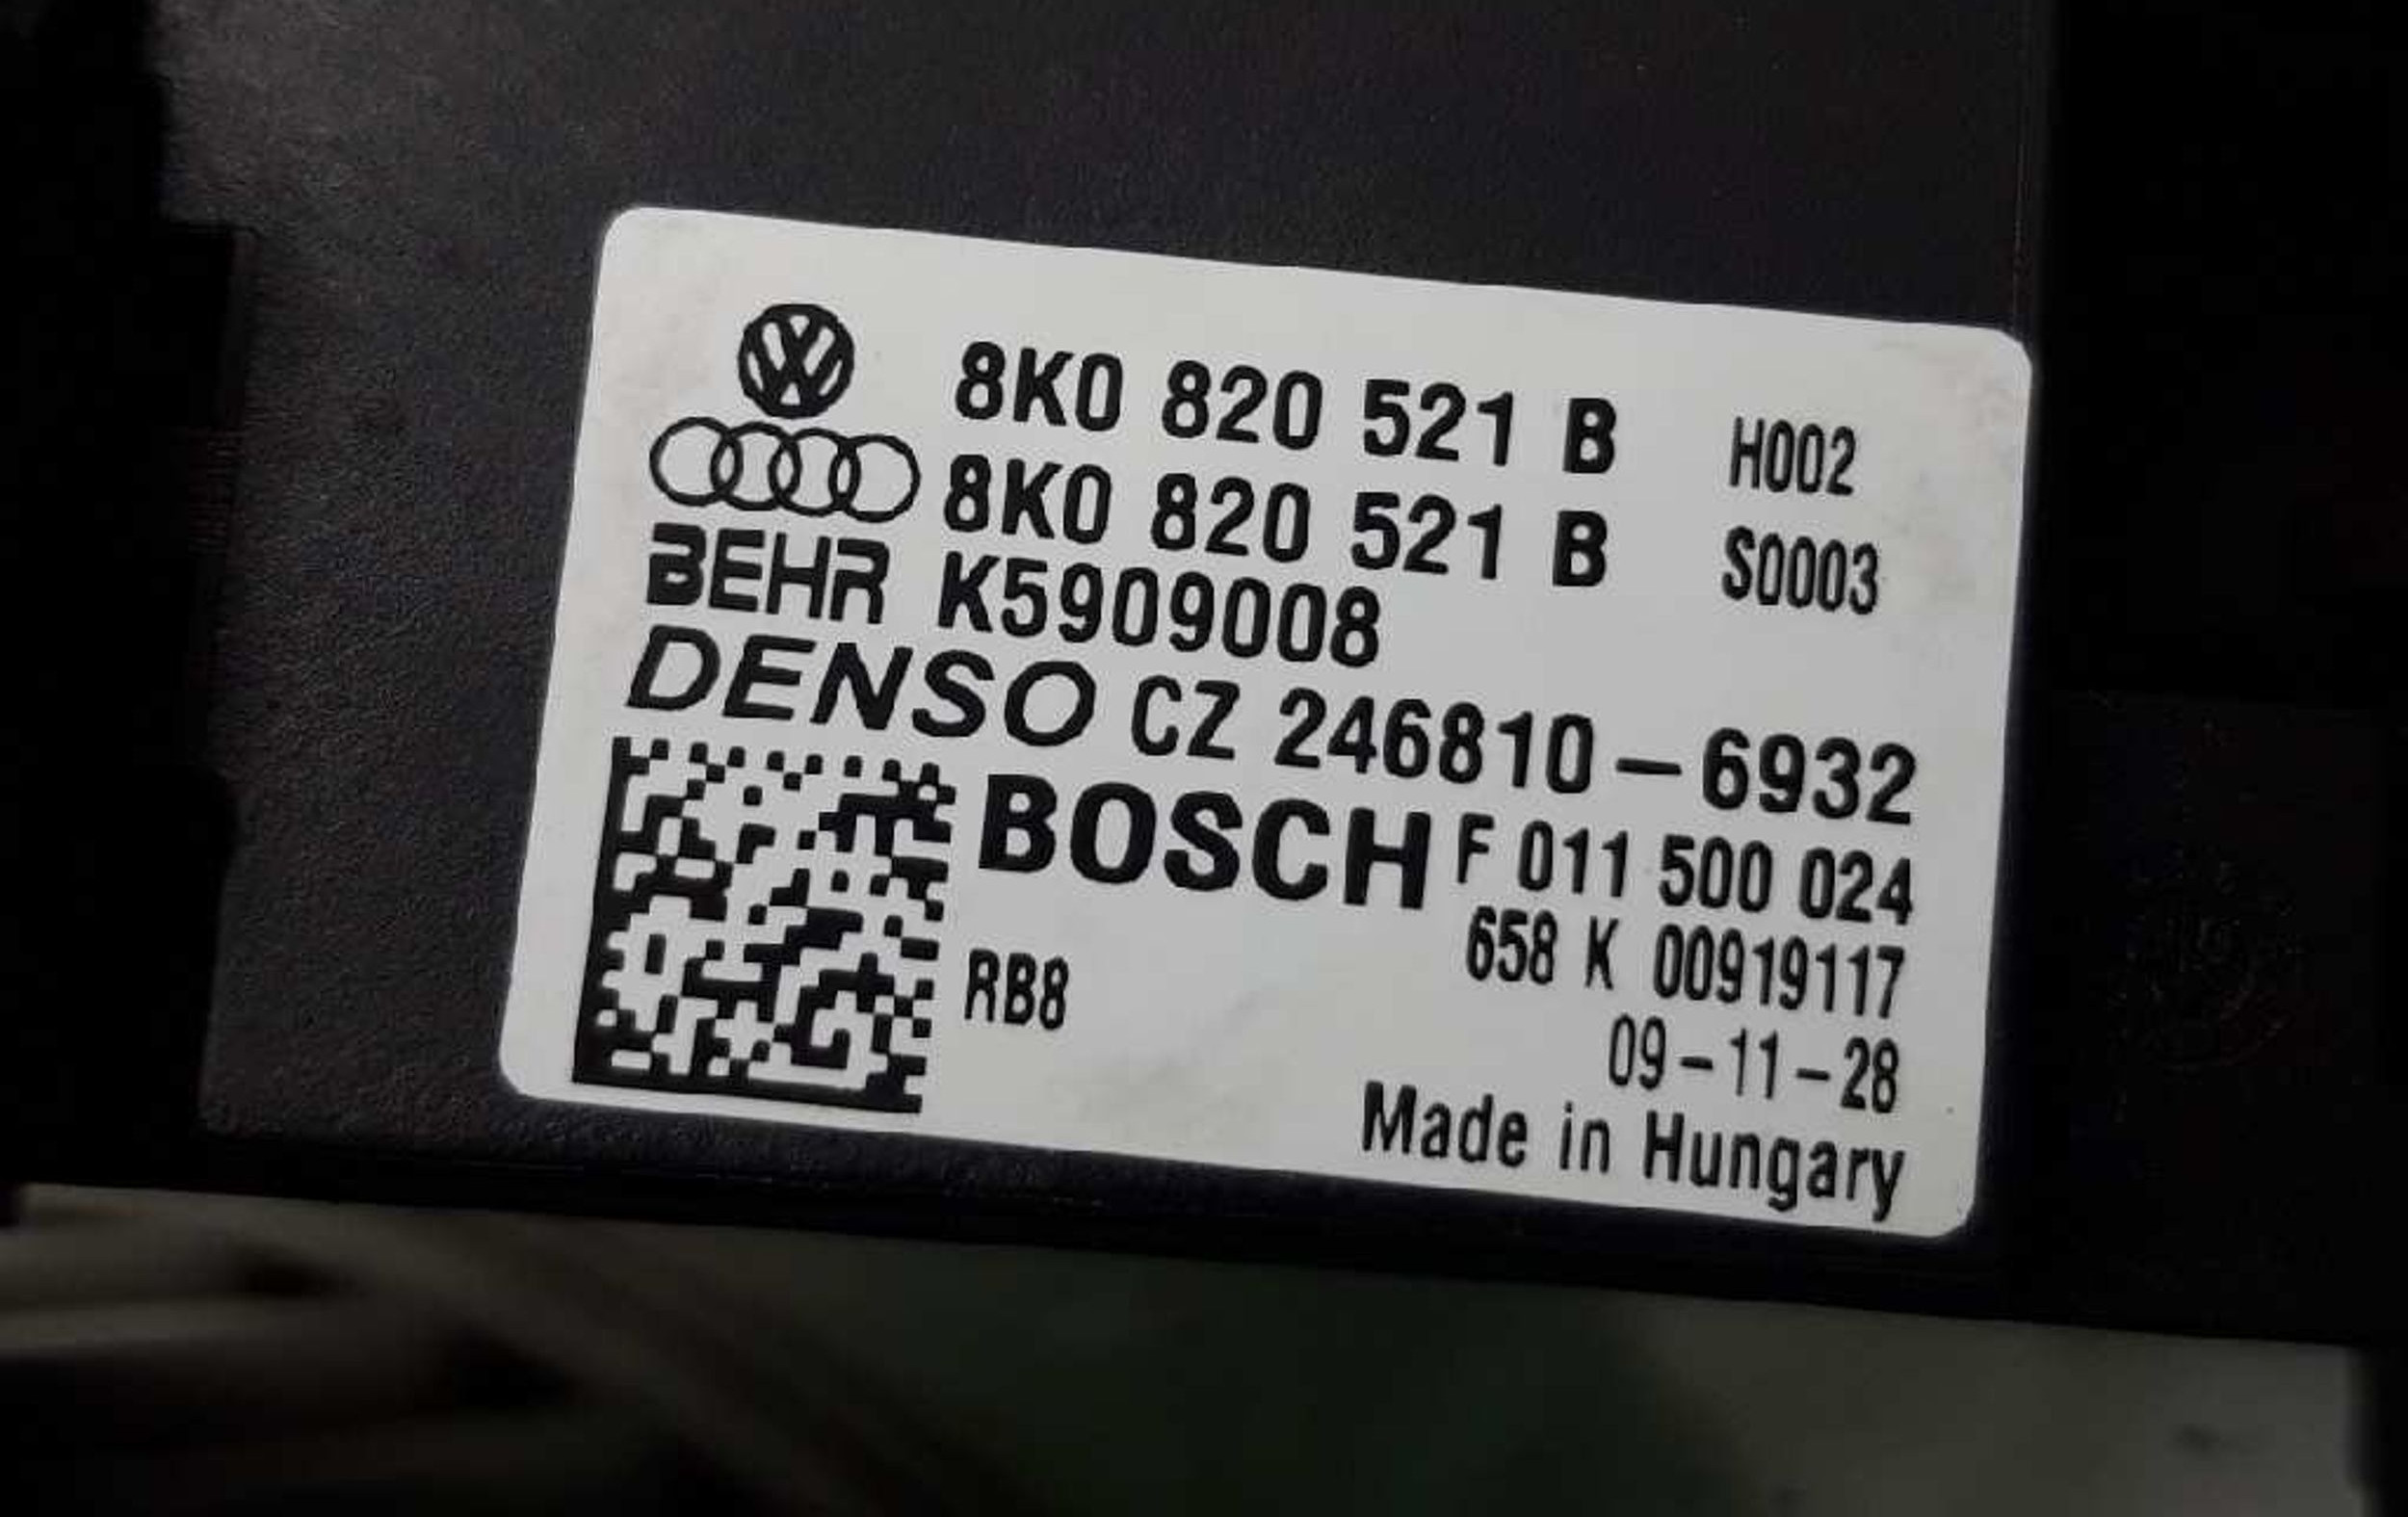 8K0 820 521 B H002
8K0 820 521 B S0003
BEHR K5909008
DENSO CZ 246810-6932
BOSCH F 011 500 024
658 K 00919117
RB8
09-11-28
Made in Hungary